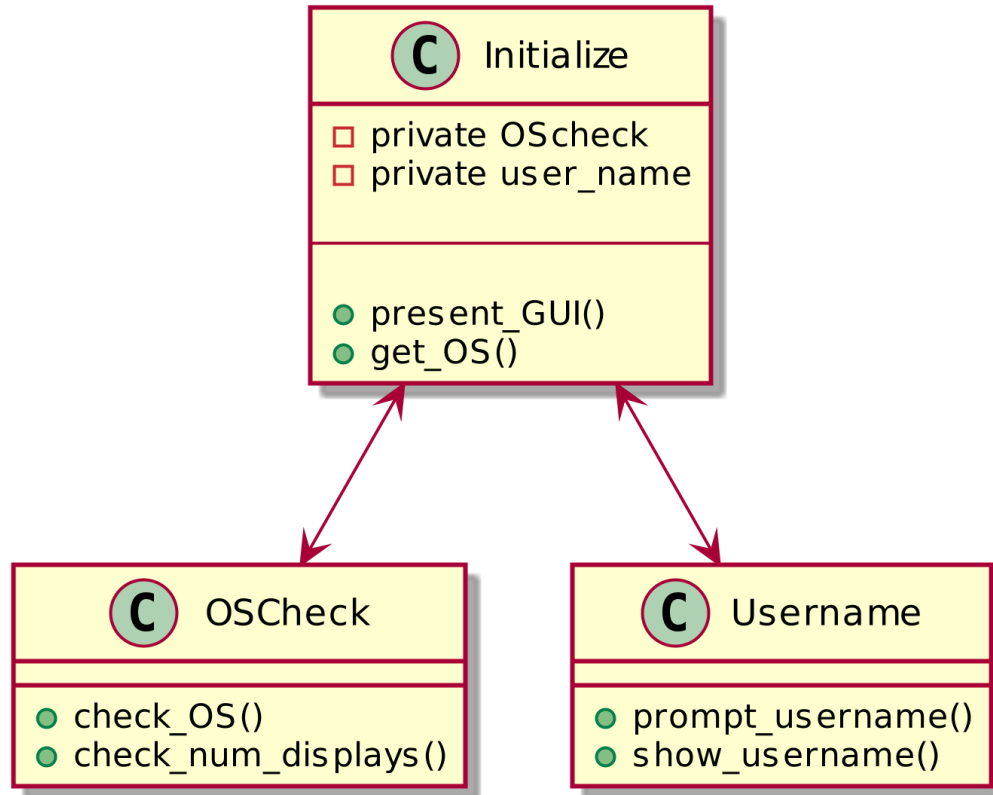 C Initialize
private OScheck
private user_name
present_GUI()
get_OS()
C OSCheck
check_OS()
check_num_displays()
C Username
prompt_username()
show_username()